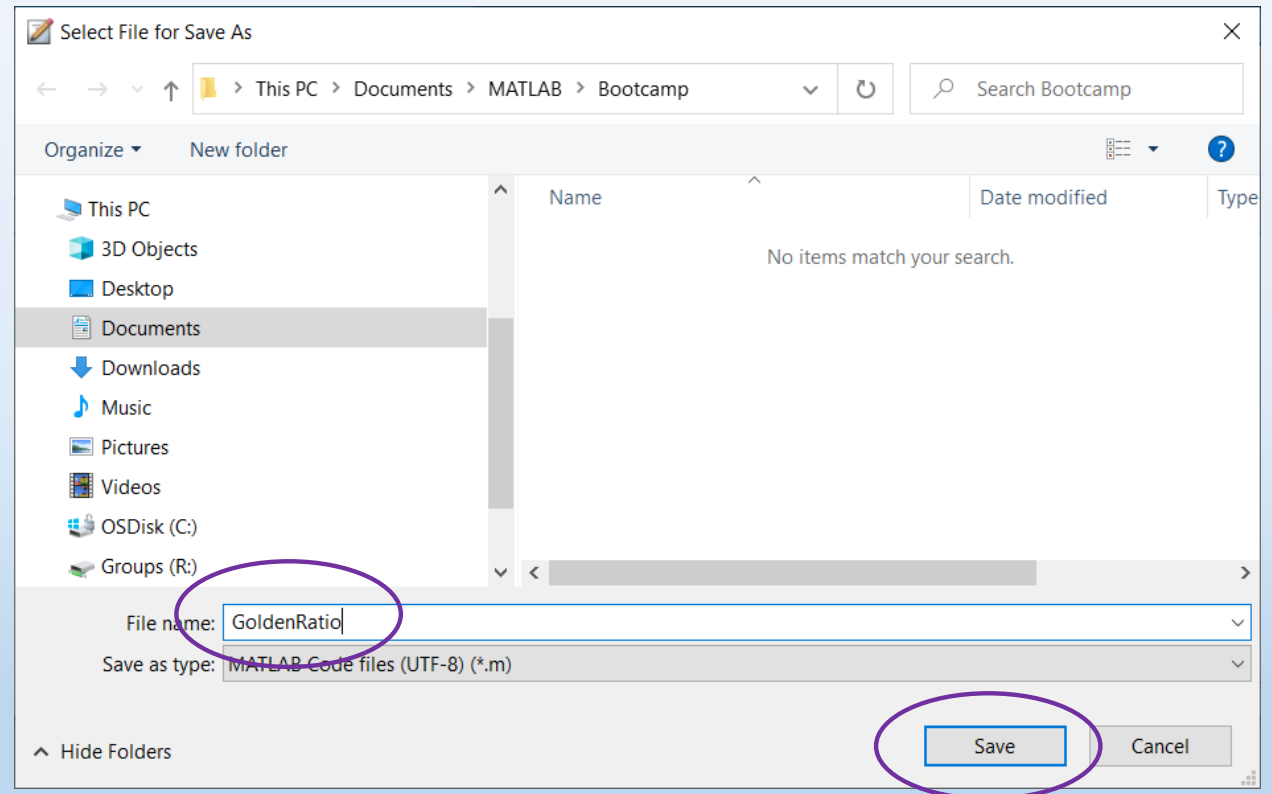 Select File for Save As
This PC > Documents > MATLAB > Bootcamp
Search Bootcamp
Organize
New folder
?
This PC
3D Objects
Desktop
Documents
Downloads
Music
Pictures
Videos
OSDisk (C:)
Groups (R:)
Name
Date modified
Type
No items match your search.
File name: GoldenRatio
Save as type: MATLAB Code files (UTF-8) (*.m)
Hide Folders
Save
Cancel